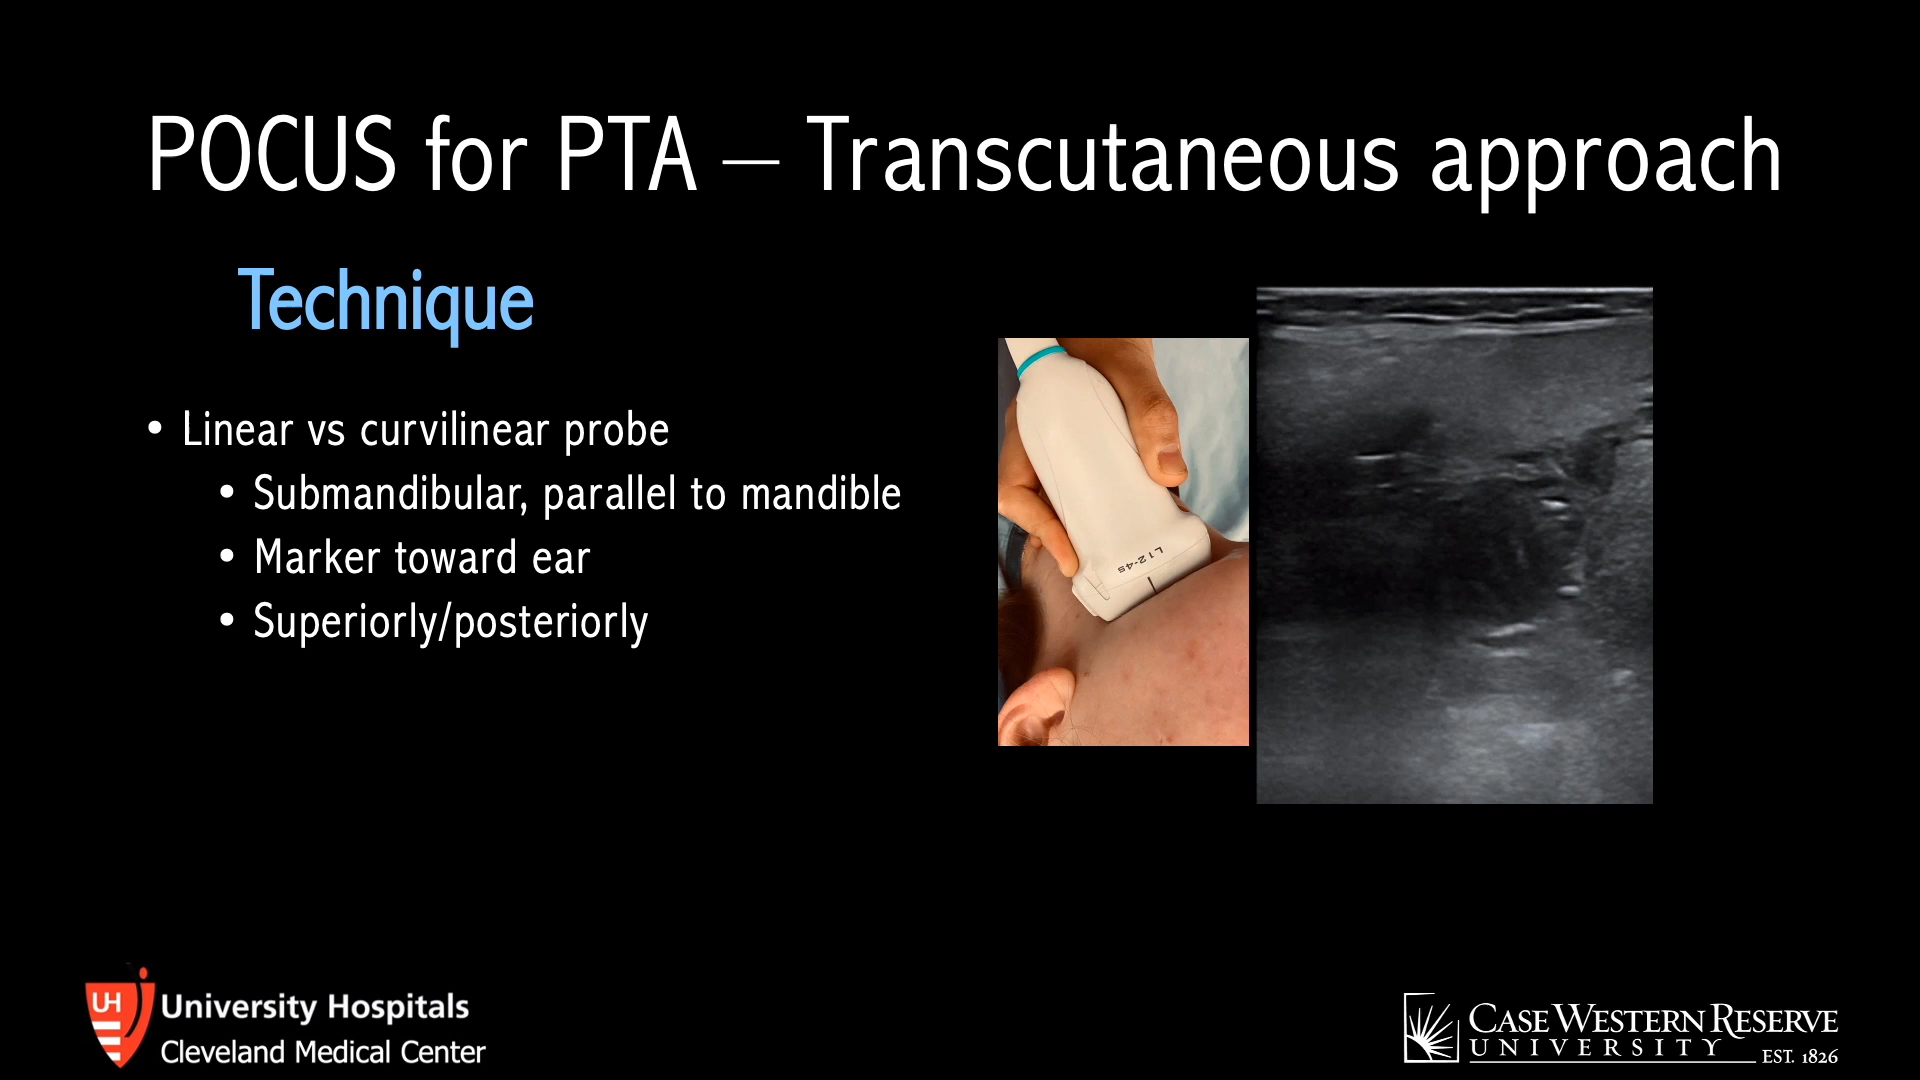 POCUS for PTA – Transcutaneous approach
Technique
• Linear vs curvilinear probe
• Submandibular, parallel to mandible
• Marker toward ear
• Superiorly/posteriorly
L12-4s
UH
University Hospitals
Cleveland Medical Center
CASE WESTERN RESERVE
UNIVERSITY
EST. 1826